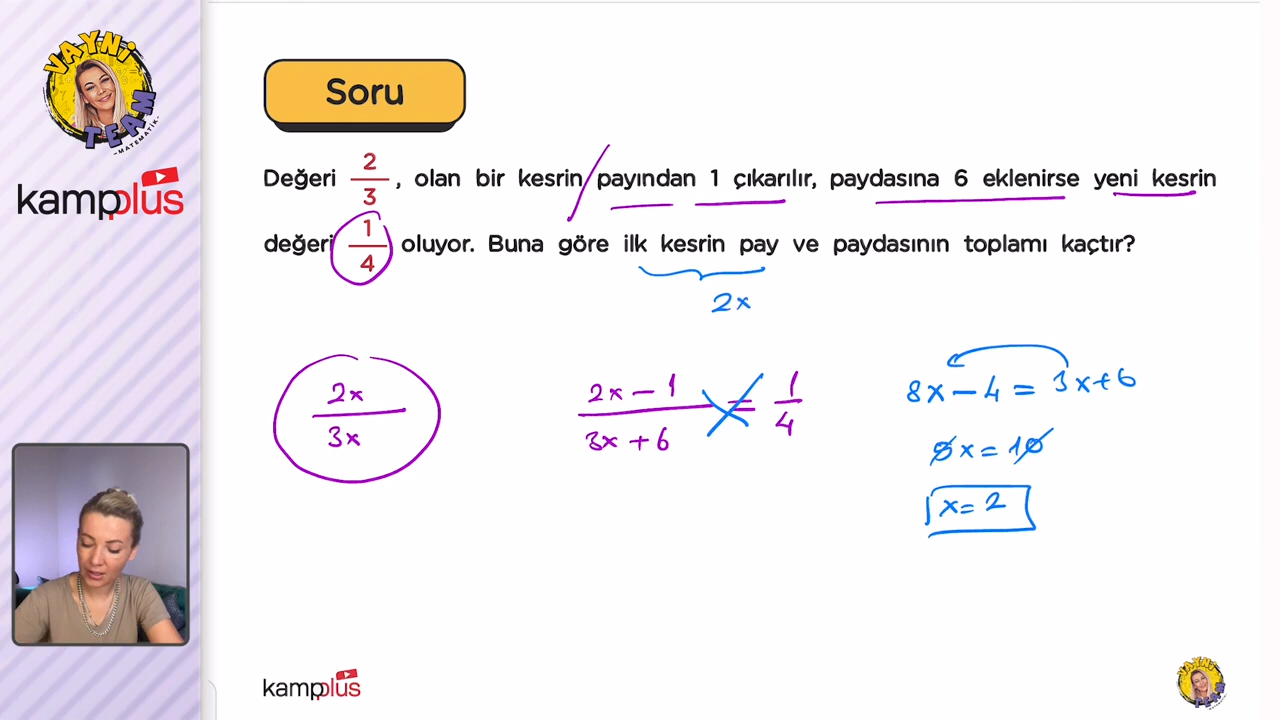 VAYNİ
TEAM
-MATEMATİK-
kampplus
Soru
Değeri 2/3, olan bir kesrin / payından 1 çıkarılır, paydasına 6 eklenirse yeni kesrin
değeri 1/4 oluyor. Buna göre ilk kesrin pay ve paydasının toplamı kaçtır?
2x
2x/3x
2x-1/3x+6 = 1/4
8x-4=3x+6
5x=10
x=2
kampplus
VAYNİ
TEAM